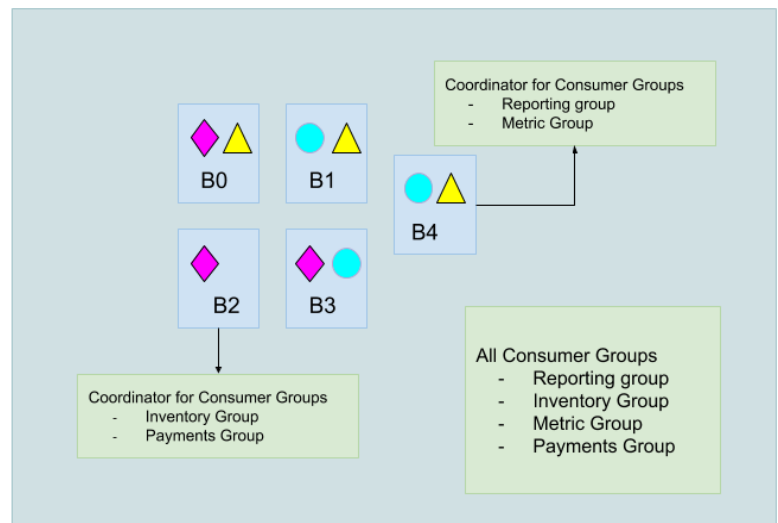 Coordinator for Consumer Groups
- Reporting group
- Metric Group
B0
B1
B4
B2
B3
All Consumer Groups
- Reporting group
- Inventory Group
- Metric Group
- Payments Group
Coordinator for Consumer Groups
- Inventory Group
- Payments Group